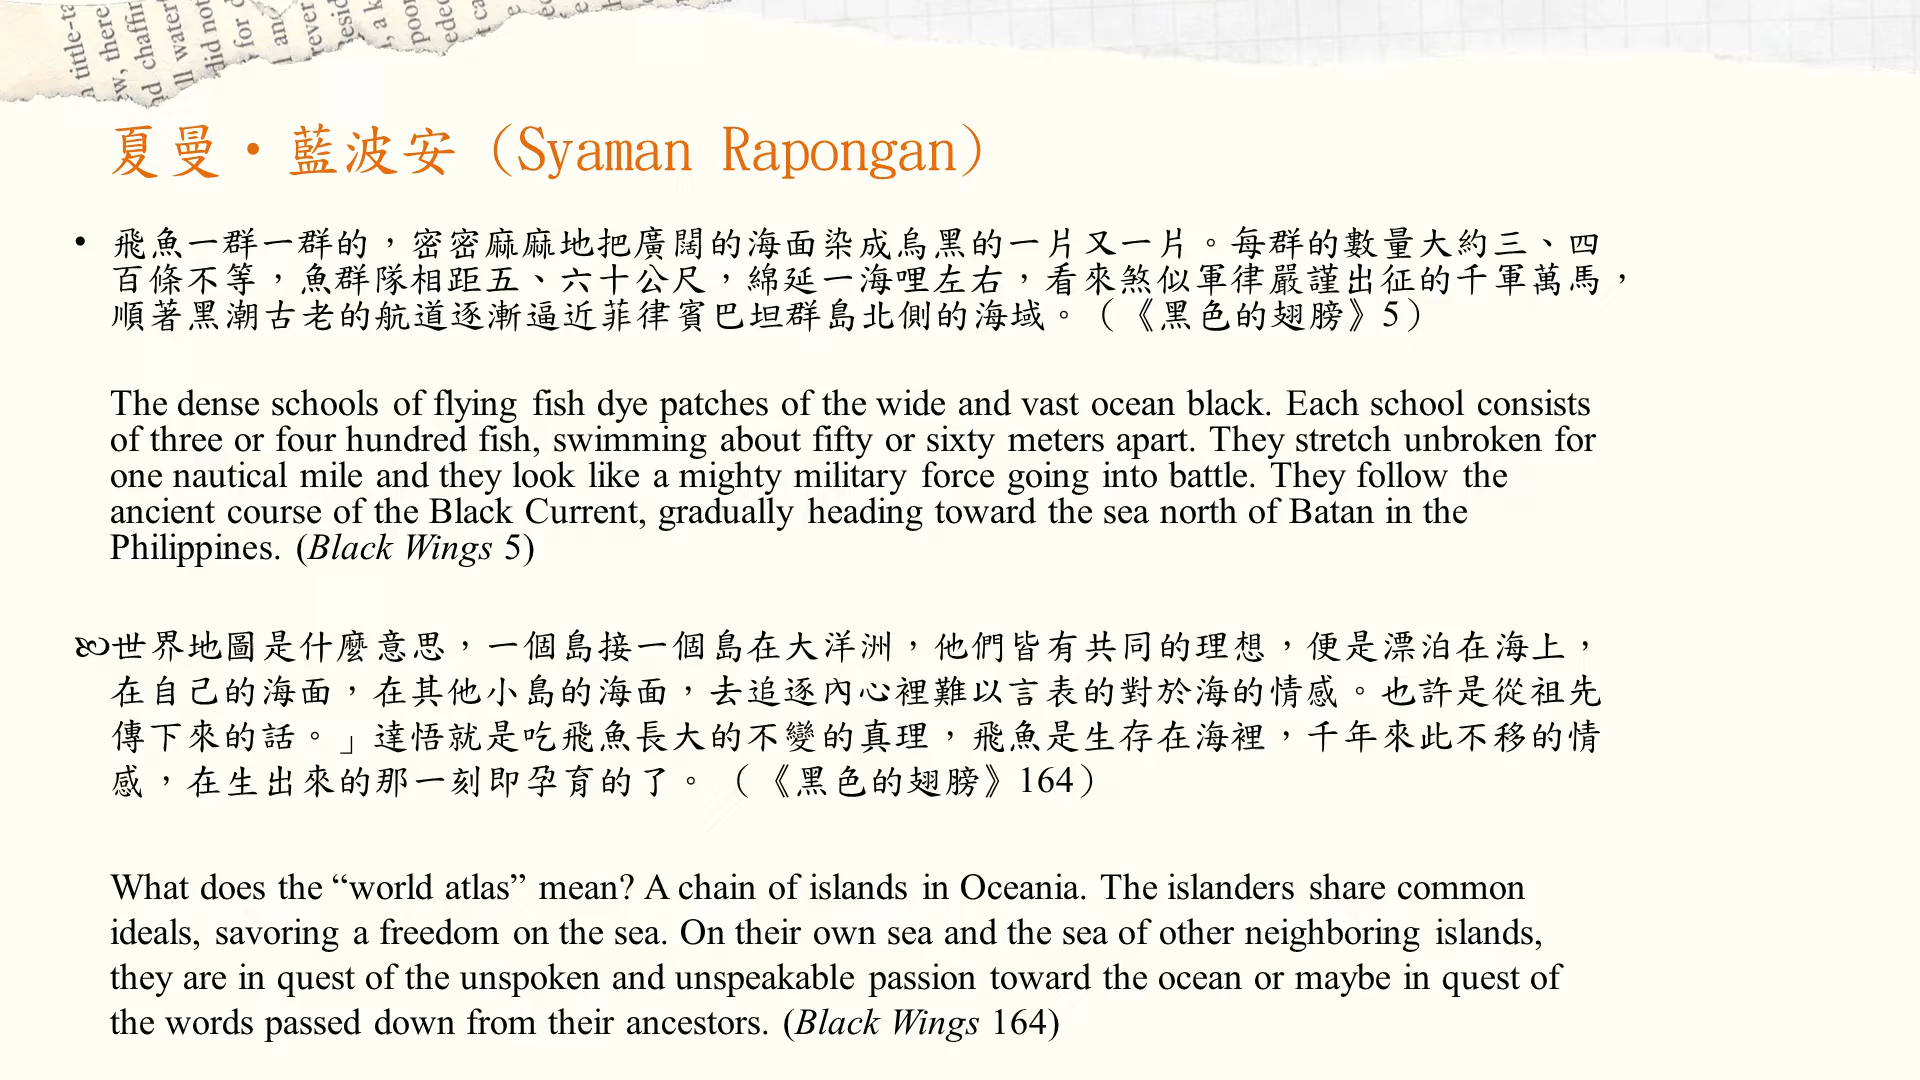 夏曼·藍波安（Syaman Rapongan）
• 飛魚一群一群的，密密麻麻地把廣闊的海面染成烏黑的一片又一片。每群的數量大約三、四
百條不等，魚群隊相距五、六十公尺，綿延一海哩左右，看來煞似軍律嚴謹出征的千軍萬馬，
順著黑潮古老的航道逐漸逼近菲律賓巴坦群島北側的海域。（《黑色的翅膀》5）
The dense schools of flying fish dye patches of the wide and vast ocean black. Each school consists
of three or four hundred fish, swimming about fifty or sixty meters apart. They stretch unbroken for
one nautical mile and they look like a mighty military force going into battle. They follow the
ancient course of the Black Current, gradually heading toward the sea north of Batan in the
Philippines. (Black Wings 5)
世界地圖是什麼意思，一個島接一個島在大洋洲，他們皆有共同的理想，便是漂泊在海上，
在自己的海面，在其他小島的海面，去追逐內心裡難以言表的對於海的情感。也許是從祖先
傳下來的話。」達悟就是吃飛魚長大的不變的真理，飛魚是生存在海裡，千年來此不移的情
感，在生出來的那一刻即孕育的了。（《黑色的翅膀》164）
What does the “world atlas” mean? A chain of islands in Oceania. The islanders share common
ideals, savoring a freedom on the sea. On their own sea and the sea of other neighboring islands,
they are in quest of the unspoken and unspeakable passion toward the ocean or maybe in quest of
the words passed down from their ancestors. (Black Wings 164)